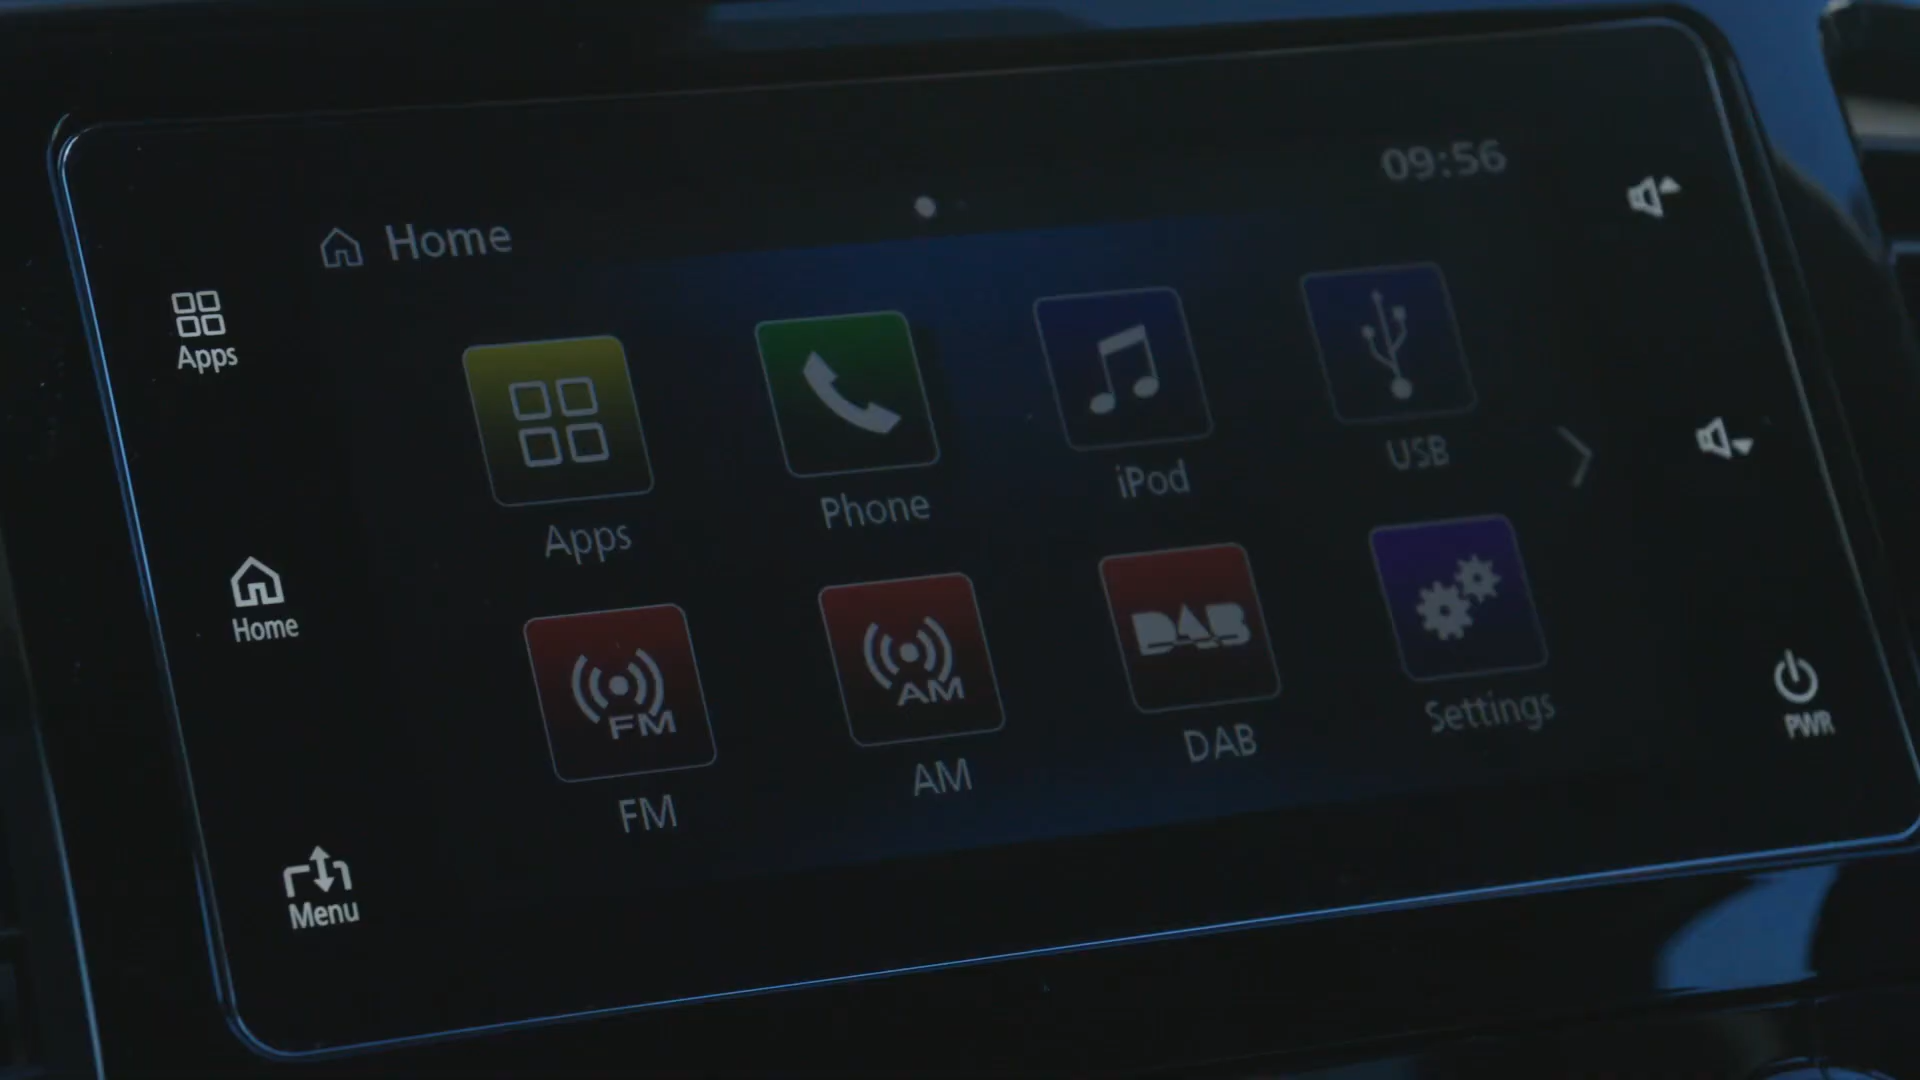 09:56
Home
Apps
Apps
Phone
iPod
USB
Home
FM
AM
DAB
FM
AM
DAB
Settings
PWR
Menu